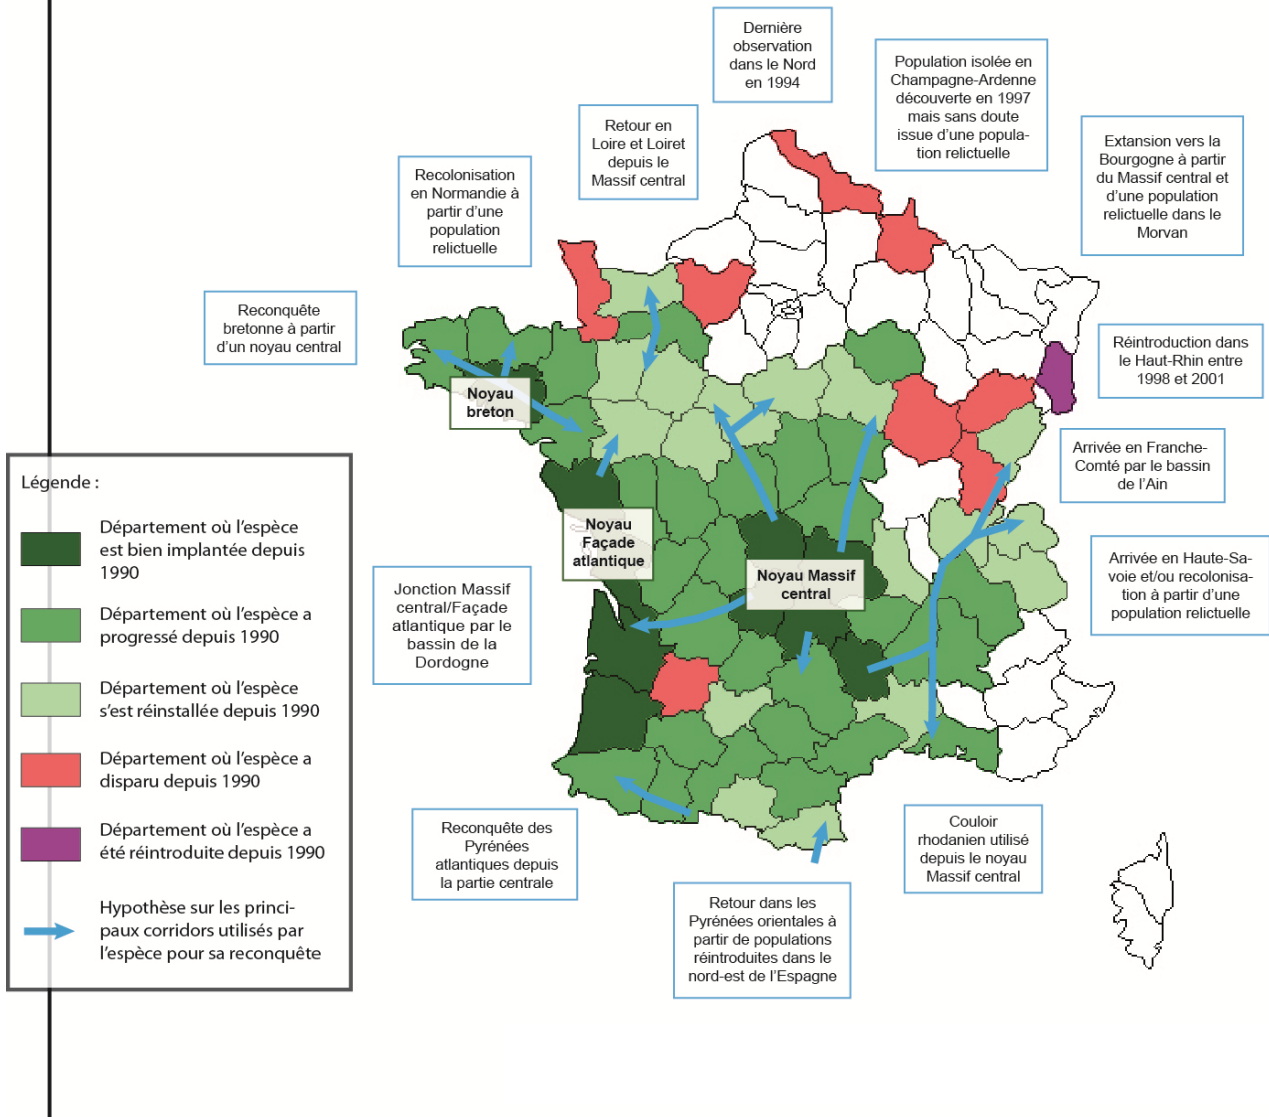 Dernière
observation
dans le Nord
en 1994
Population isolée en
Champagne-Ardenne
découverte en 1997
mais sans doute
issue d'une popula-
tion relictuelle
Retour en
Loire et Loiret
depuis le
Massif central
Extansion vers la
Bourgogne à partir
du Massif central et
d'une population
relictuelle dans le
Morvan
Recolonisation
en Normandie à
partir d'une
population
relictuelle
Reconquête
bretonne à partir
d'un noyau central
Réintroduction dans
le Haut-Rhin entre
1998 et 2001
Noyau
breton
Arrivée en Franche-
Comté par le bassin
de l'Ain
Noyau
Façade
atlantique
Noyau Massif
central
Arrivée en Haute-Sa-
voie et/ou recolonisa-
tion à partir d'une
population relictuelle
Jonction Massif
central/Façade
atlantique par le
bassin de la
Dordogne
Légende :
Département où l'espèce
est bien implantée depuis
1990
Département où l'espèce a
progressé depuis 1990
Département où l'espèce
s'est réinstallée depuis 1990
Département où l'espèce a
disparu depuis 1990
Département où l'espèce a
été réintroduite depuis 1990
Hypothèse sur les princi-
paux corridors utilisés par
l'espèce pour sa reconquête
Reconquête des
Pyrénées
atlantiques depuis
la partie centrale
Couloir
rhodanien utilisé
depuis le noyau
Massif central
Retour dans les
Pyrénées orientales à
partir de populations
réintroduites dans le
nord-est de l'Espagne